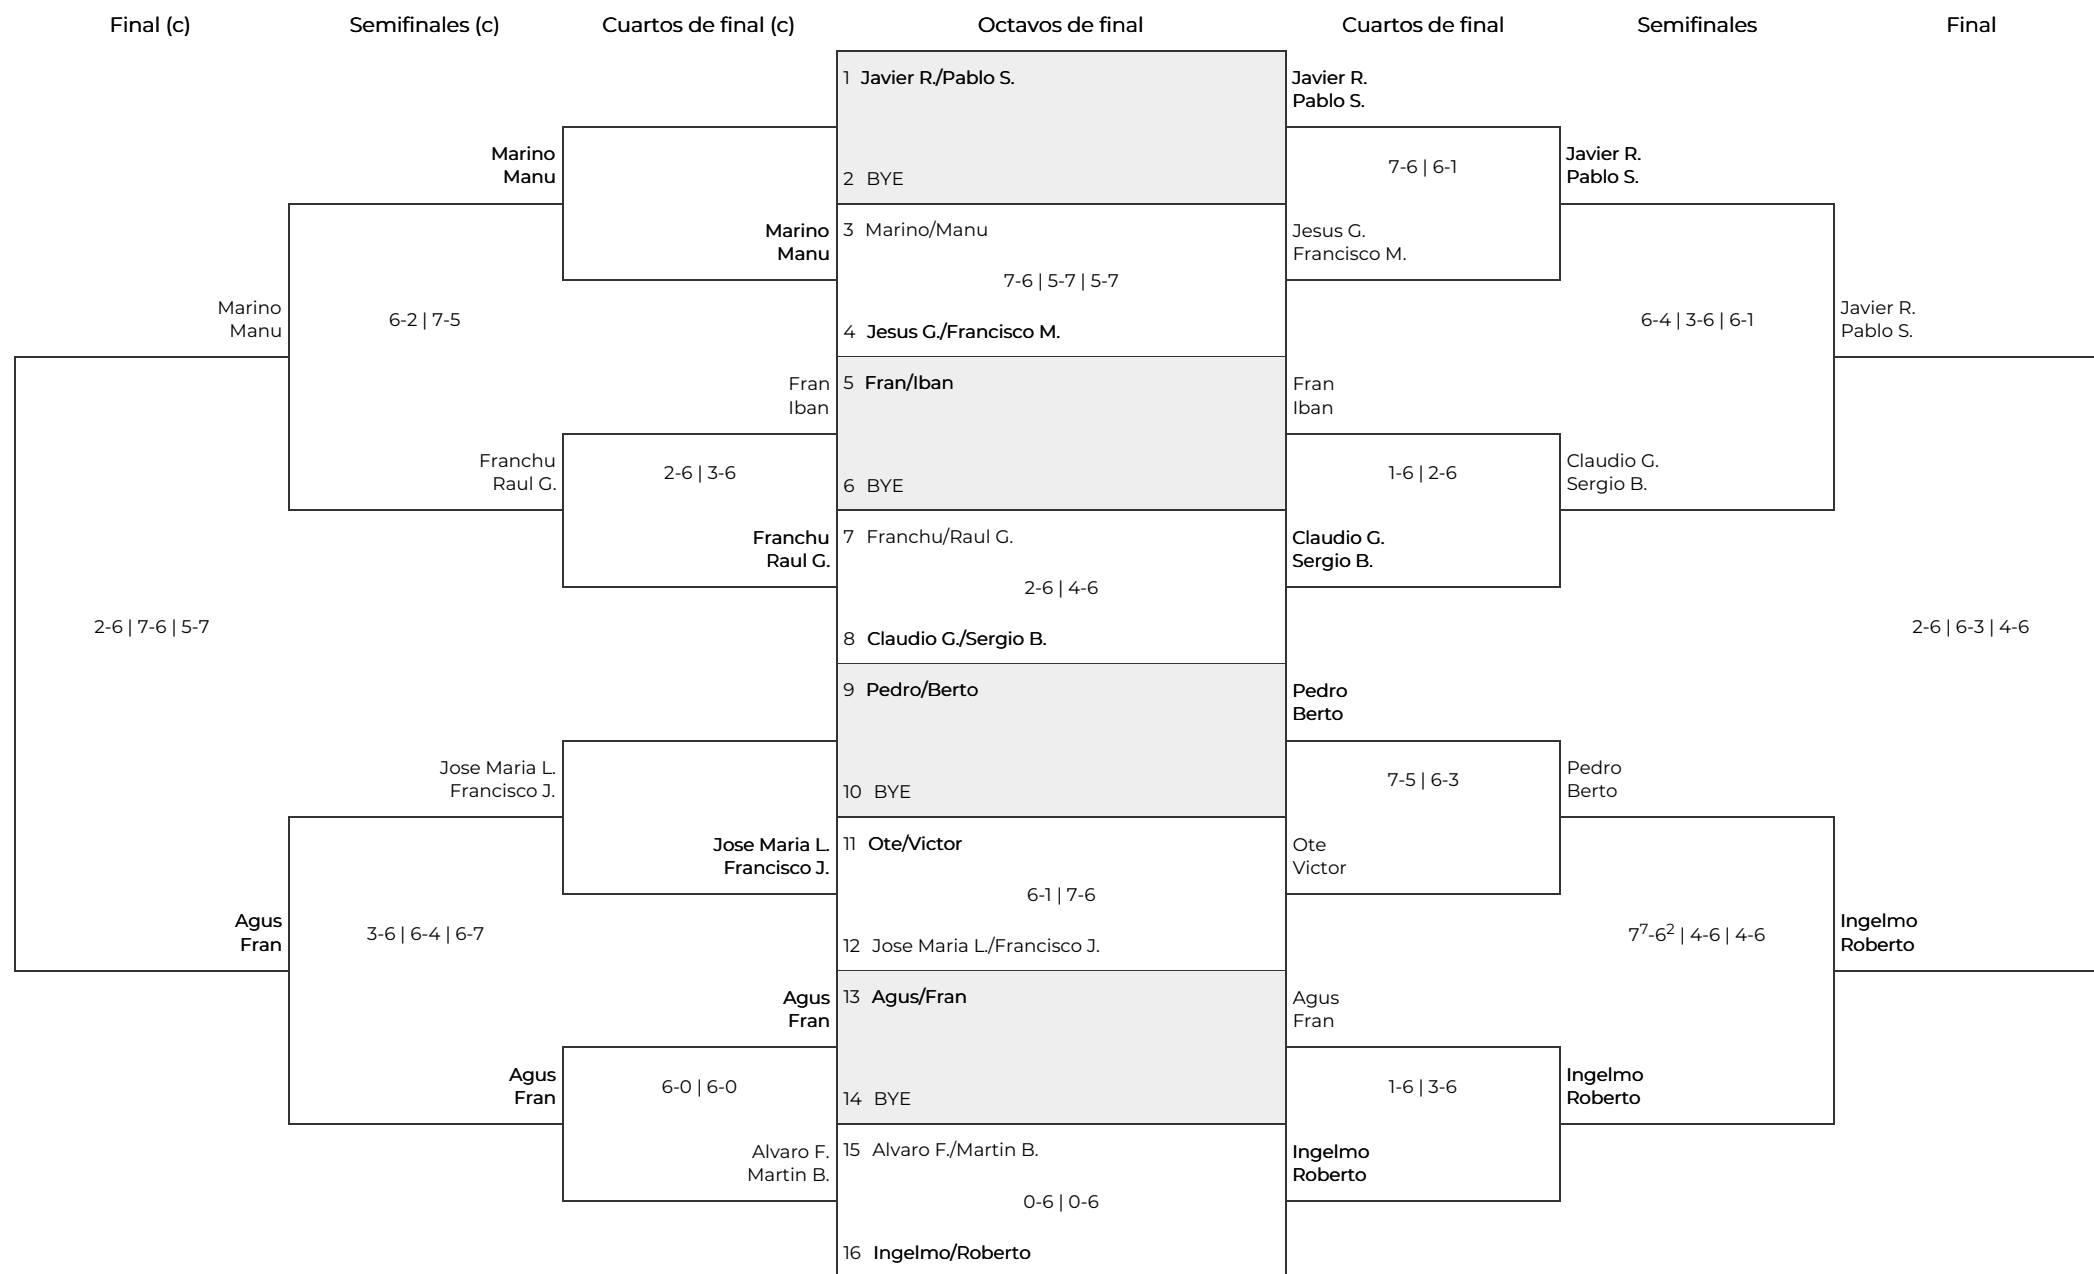 Final (c)
Semifinales (c)
Cuartos de final (c)
Octavos de final
Cuartos de final
Semifinales
Final
Marino
Manu
6-2 | 7-5
Franchu
Raul G.
Marino
Manu
2-6 | 7-6 | 5-7
Agus
Fran
Jose Maria L.
Francisco J.
3-6 | 6-4 | 6-7
Agus
Fran
Marino
Manu
Fran
Iban
2-6 | 3-6
Franchu
Raul G.
Jose Maria L.
Francisco J.
Agus
Fran
6-0 | 6-0
Alvaro F.
Martin B.
1 Javier R./Pablo S.
2 BYE
3 Marino/Manu
7-6 | 5-7 | 5-7
4 Jesus G./Francisco M.
5 Fran/Iban
6 BYE
7 Franchu/Raul G.
2-6 | 4-6
8 Claudio G./Sergio B.
9 Pedro/Berto
10 BYE
11 Ote/Victor
6-1 | 7-6
12 Jose Maria L./Francisco J.
13 Agus/Fran
14 BYE
15 Alvaro F./Martin B.
0-6 | 0-6
16 Ingelmo/Roberto
Javier R.
Pablo S.
7-6 | 6-1
Jesus G.
Francisco M.
Fran
Iban
1-6 | 2-6
Claudio G.
Sergio B.
Pedro
Berto
7-5 | 6-3
Ote
Victor
Agus
Fran
1-6 | 3-6
Ingelmo
Roberto
Javier R.
Pablo S.
6-4 | 3-6 | 6-1
Claudio G.
Sergio B.
Pedro
Berto
7⁷-6² | 4-6 | 4-6
Ingelmo
Roberto
Javier R.
Pablo S.
2-6 | 6-3 | 4-6
Ingelmo
Roberto